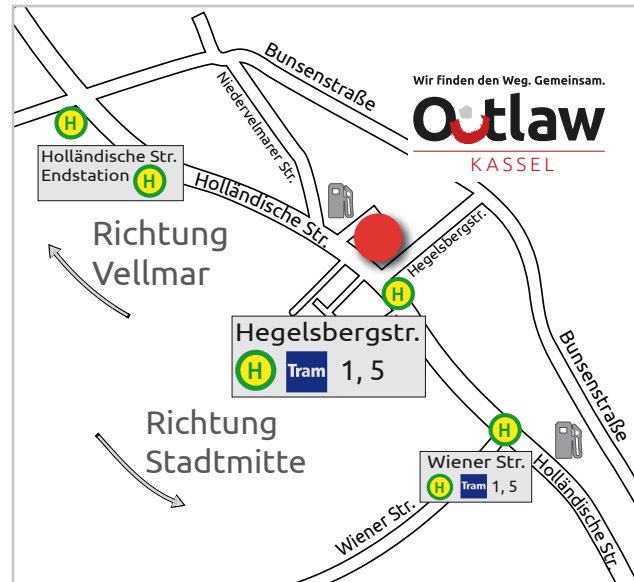 Wir finden den Weg. Gemeinsam.
Outlaw
KASSEL
Bunsenstraße
Niedervelmarer Str.
H
Holländische Str.
Endstation H
Holländische Str.
Hegelsbergstr.
Richtung
Vellmar
H
Hegelsbergstr.
H Tram 1, 5
Bunsenstraße
Richtung
Stadtmitte
H
Wiener Str.
H Tram 1, 5
Holländische Str.
Wiener Str.